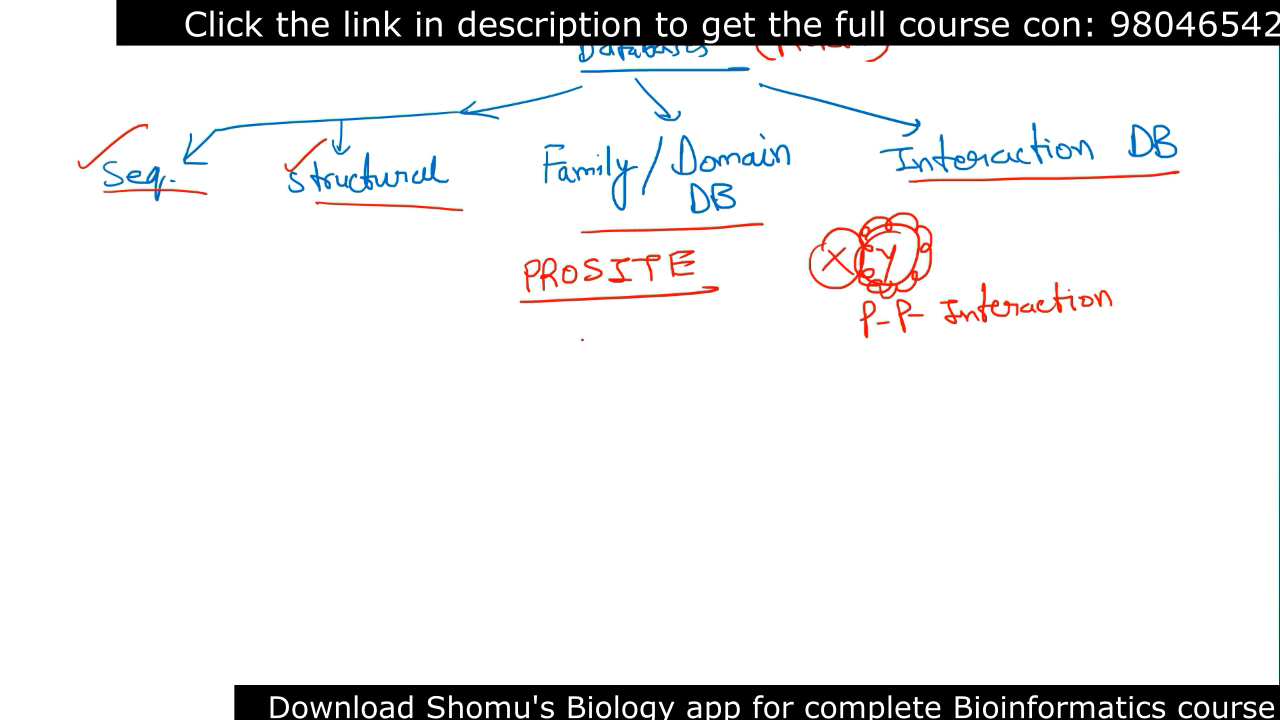 Click the link in description to get the full course con: 98046542
Databases
Seq.
Structural
Family/Domain DB
Interaction DB
PROSITE
X
y
P-P- Interaction
Download Shomu's Biology app for complete Bioinformatics course